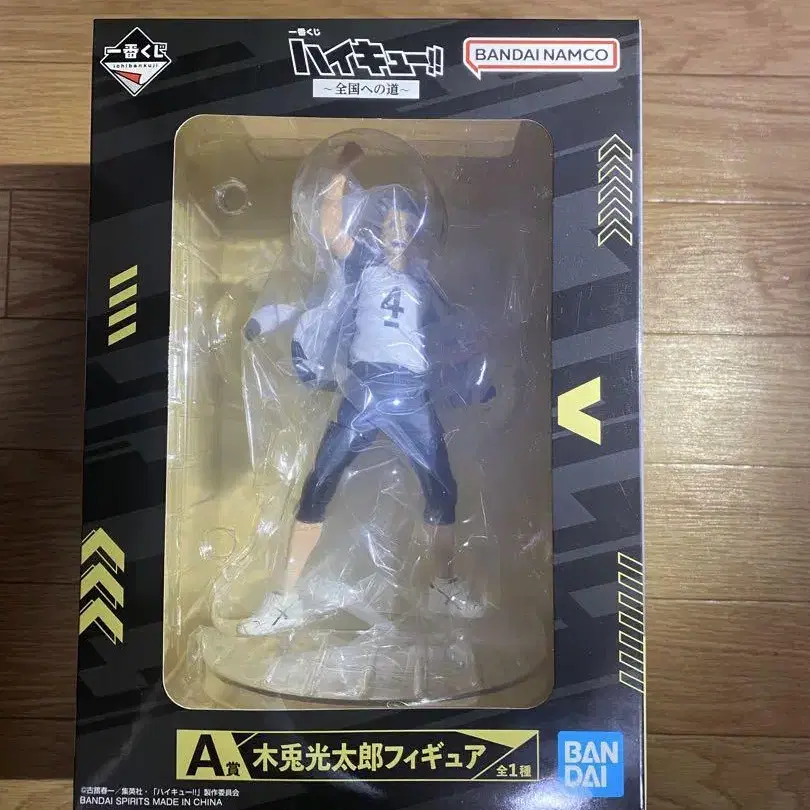 一番くじ
ichibankuji
一番くじ
ハイキュー!!
~全国への道~
BANDAI NAMCO
4
A賞 木兎光太郎フィギュア 全1種
BAN
DAI
©古舘春一/集英社・「ハイキュー!!」製作委員会
BANDAI SPIRITS MADE IN CHINA